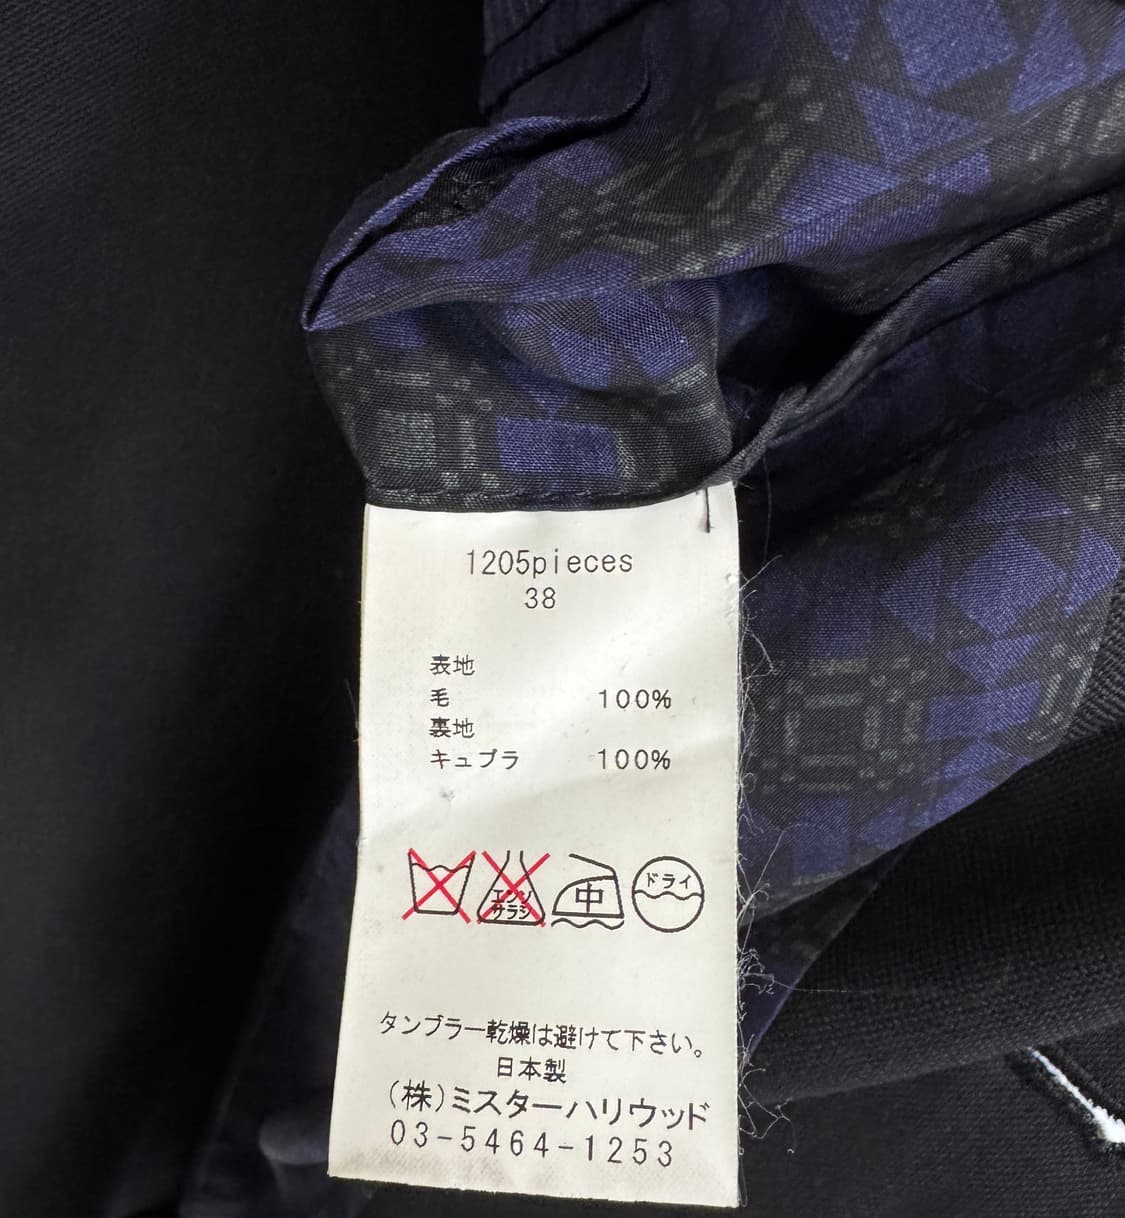 1205pieces
38
表地
毛 100%
裏地
キュプラ 100%
エンソ
サラシ
中
ドライ
タンブラー乾燥は避けて下さい。
日本製
(株)ミスターハリウッド
03-5464-1253